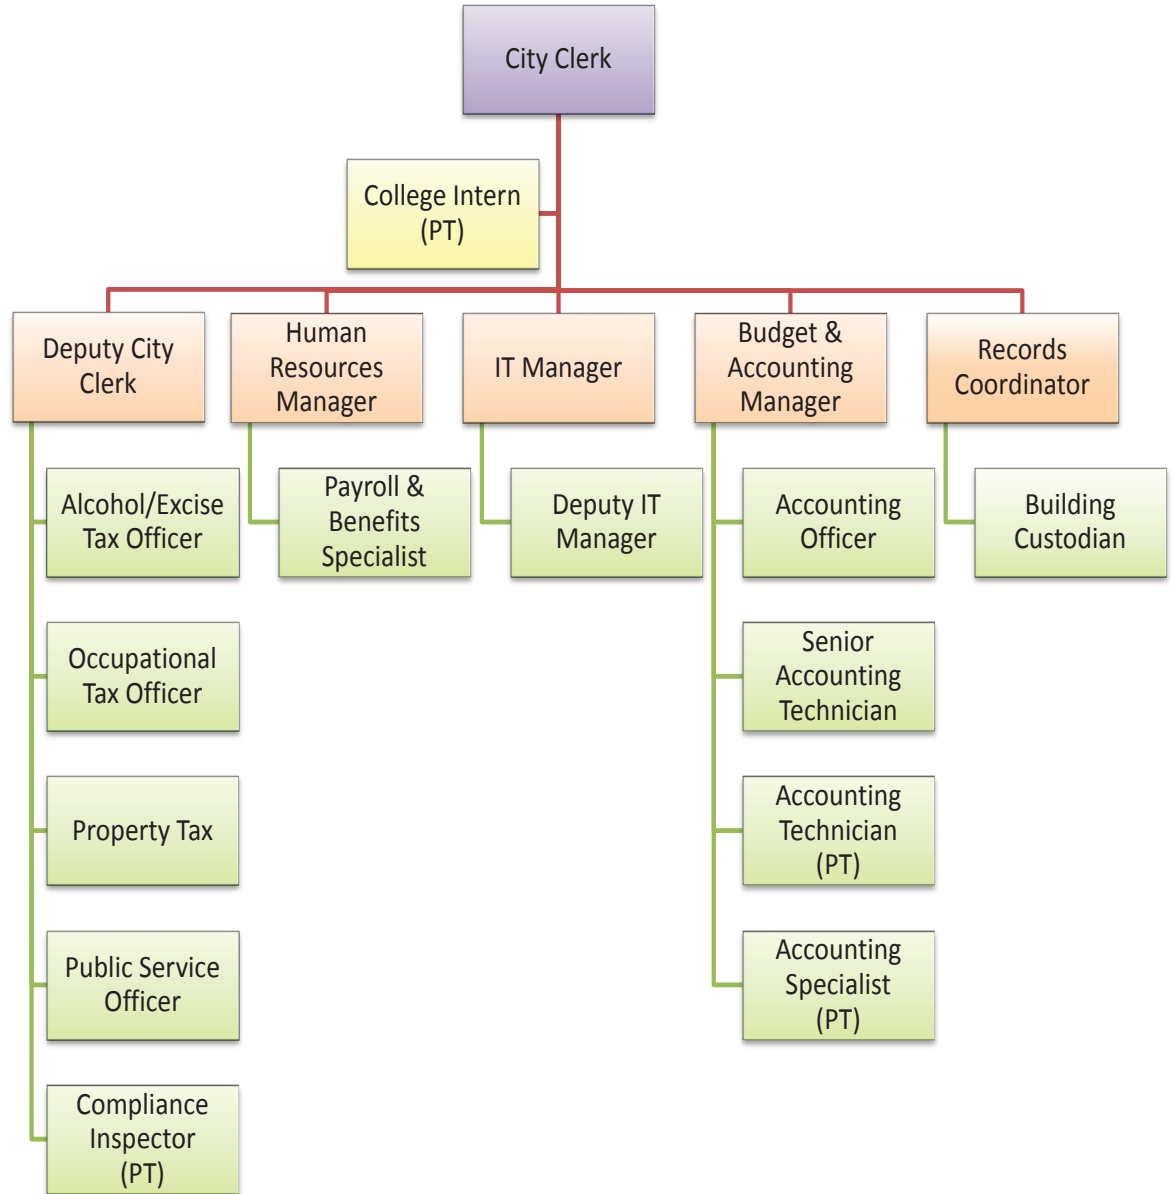 City Clerk
College Intern
(PT)
Deputy City
Clerk
Human
Resources
Manager
IT Manager
Budget &
Accounting
Manager
Records
Coordinator
Alcohol/Excise
Tax Officer
Payroll &
Benefits
Specialist
Deputy IT
Manager
Accounting
Officer
Building
Custodian
Occupational
Tax Officer
Senior
Accounting
Technician
Property Tax
Accounting
Technician
(PT)
Public Service
Officer
Accounting
Specialist
(PT)
Compliance
Inspector
(PT)